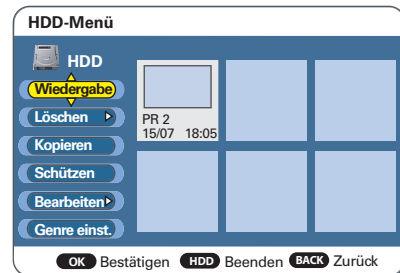 HDD-Menü
HDD
Wiedergabe
Löschen
Kopieren
Schützen
Bearbeiten
Genre einst.
PR 2
15/07 18:05
OK Bestätigen HDD Beenden BACK Zurück